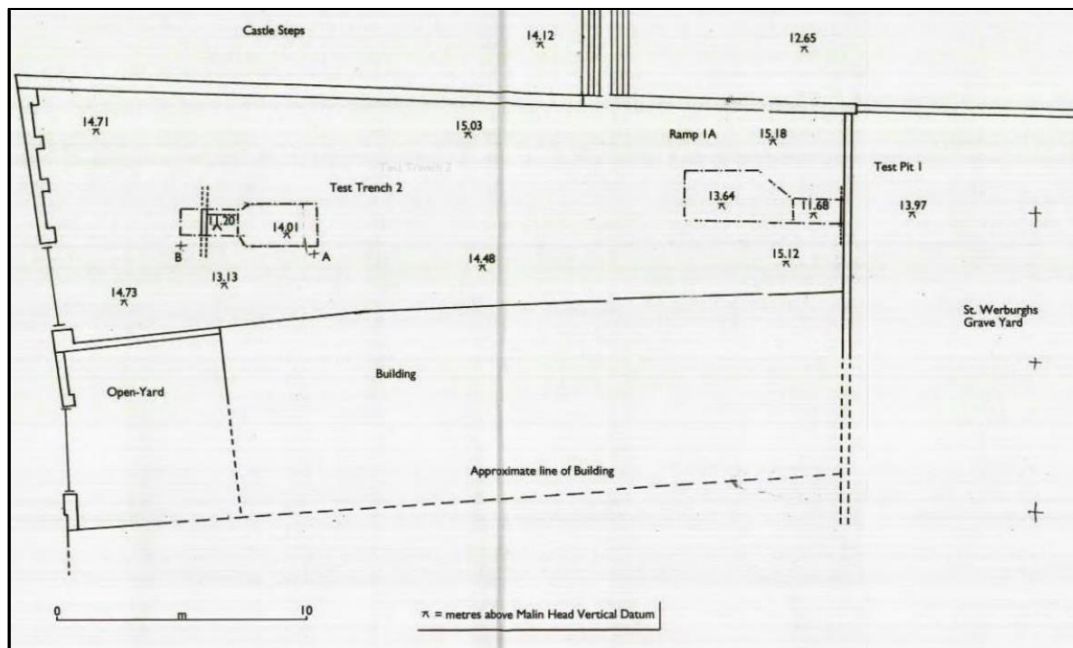 Castle Steps
14.12
12.65
14.71
15.03
Ramp 1A
15.18
Test Pit 1
Test Trench 2
13.64
11.68
13.97
11.20
14.01
B
A
14.48
15.12
13.13
14.73
St. Werburghs
Grave Yard
Building
Open-Yard
Approximate line of Building
0
10
m
= metres above Malin Head Vertical Datum